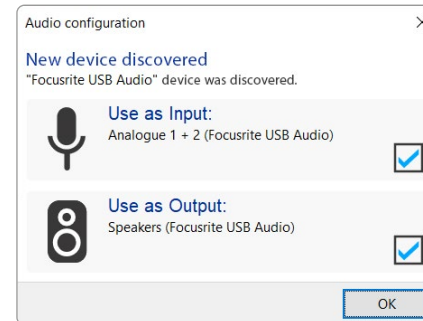 Audio configuration
New device discovered
"Focusrite USB Audio" device was discovered.
Use as Input:
Analogue 1 + 2 (Focusrite USB Audio)
Use as Output:
Speakers (Focusrite USB Audio)
OK